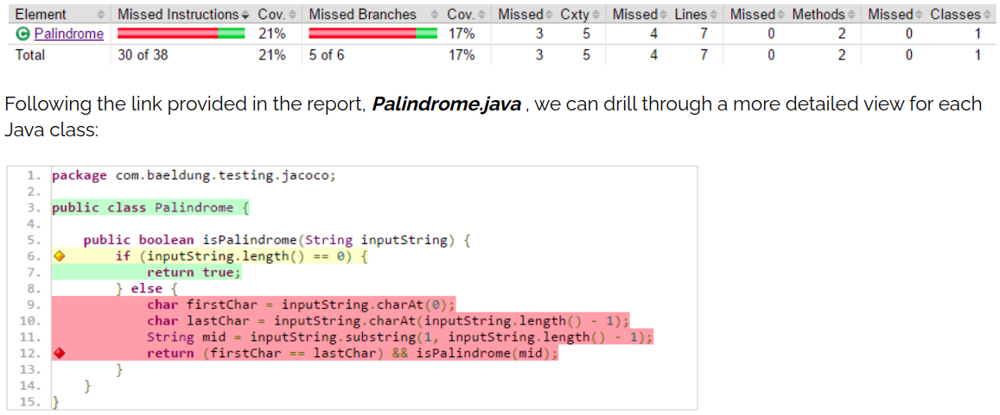 Element Missed Instructions Cov. Missed Branches Cov. Missed Cxty Missed Lines Missed Methods Missed Classes
C Palindrome 21% 17% 3 5 4 7 0 2 0 1
Total 30 of 38 21% 5 of 6 17% 3 5 4 7 0 2 0 1
Following the link provided in the report, Palindrome.java , we can drill through a more detailed view for each
Java class:
1. package com.baeldung.testing.jacoco;
2.
3. public class Palindrome {
4.
5. public boolean isPalindrome(String inputString) {
6. if (inputString.length() == 0) {
7. return true;
8. } else {
9. char firstChar = inputString.charAt(0);
10. char lastChar = inputString.charAt(inputString.length() - 1);
11. String mid = inputString.substring(1, inputString.length() - 1);
12. return (firstChar == lastChar) && isPalindrome(mid);
13. }
14. }
15. }